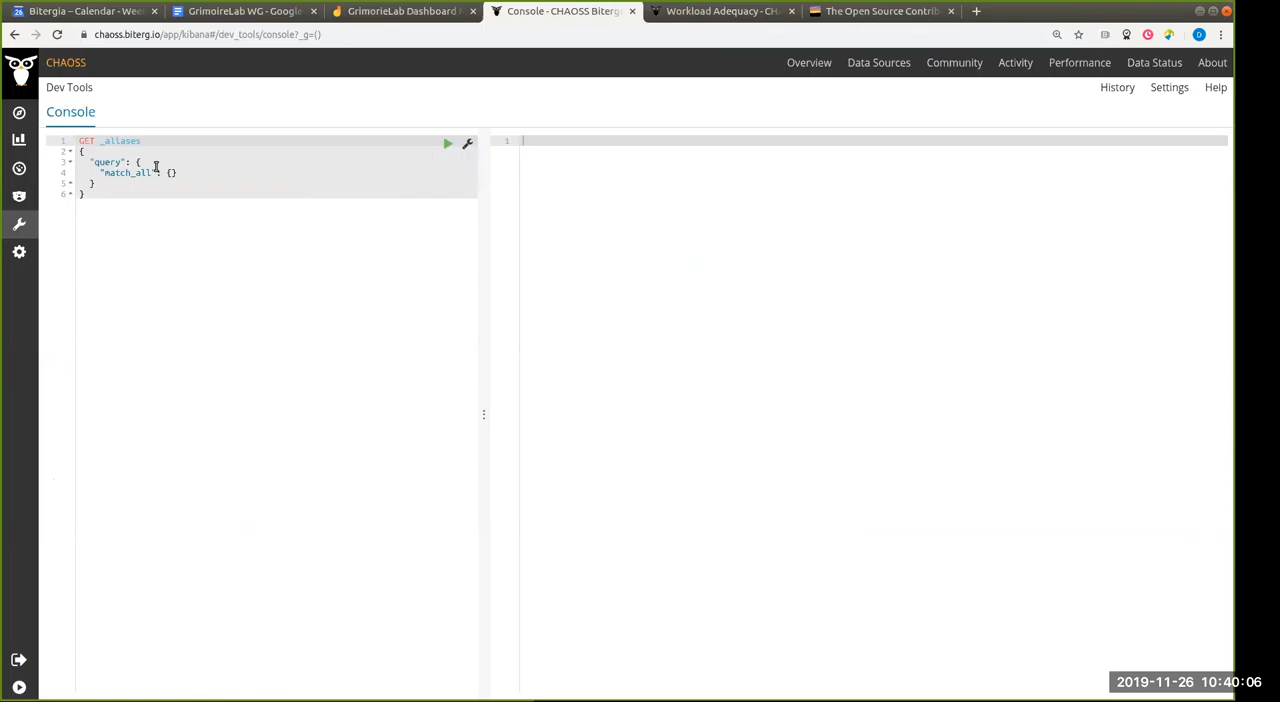 Bitergia – Calendar - Wee
GrimoireLab WG - Google
GrimorieLab Dashboard
Console - CHAOSS Biterg
Workload Adequacy - CH
The Open Source Contrib
chaoss.biterg.io/app/kibana#/dev_tools/console?_g=()
CHAOSS
Overview
Data Sources
Community
Activity
Performance
Data Status
About
Dev Tools
History
Settings
Help
Console
1 GET _aliases
2 {
3 "query": {
4 "match_all": {}
5 }
6 }
1
2019-11-26 10:40:06